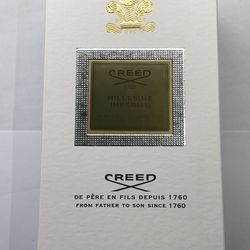 CREED
MILLESIME
IMPERIAL
CREED
DE PÈRE EN FILS DEPUIS 1760
FROM FATHER TO SON SINCE 1760